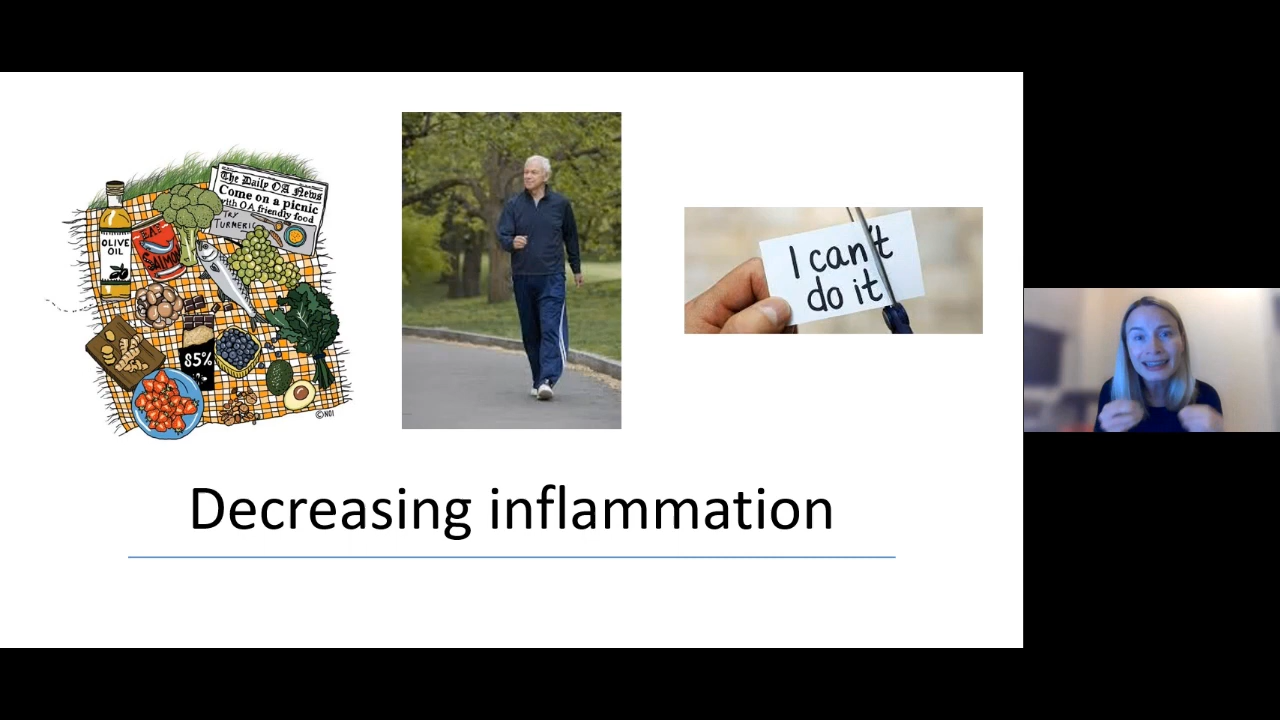 The Daily OA News
Come on a picnic
with OA friendly food
TRY
TURMERIC
OLIVE
OIL
SALMON
85%
©NOI
I can't
do it
Decreasing inflammation